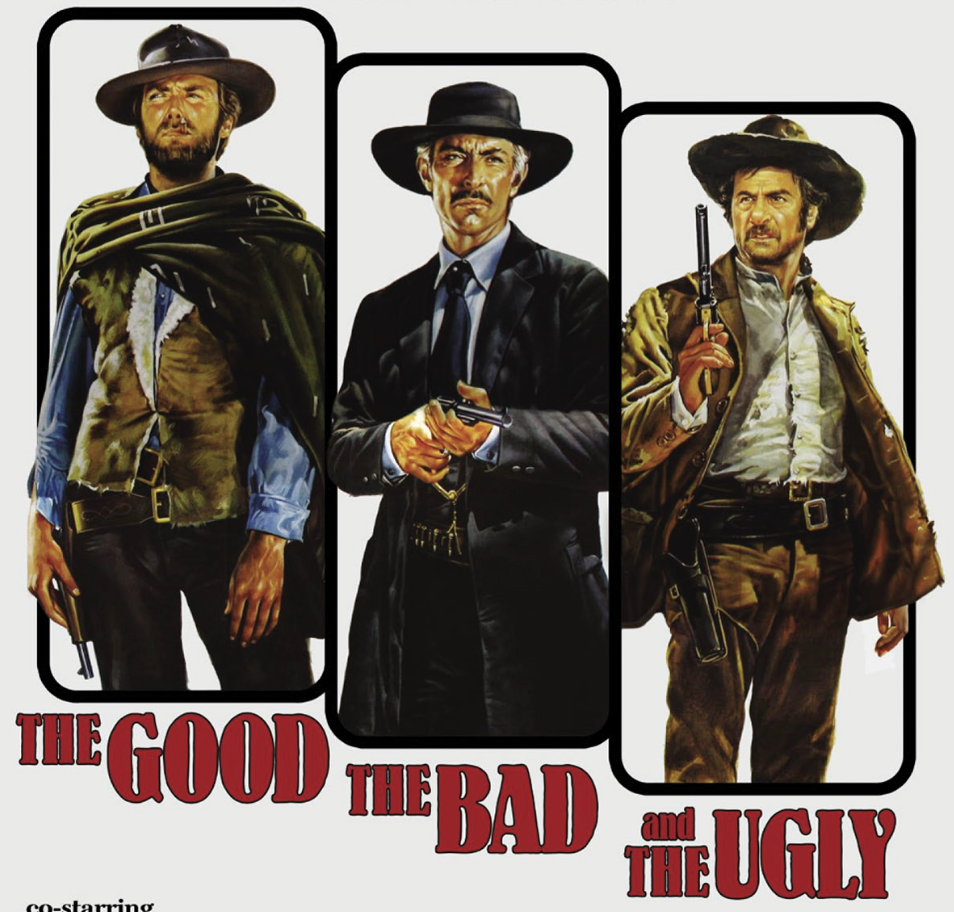 THE GOOD
THE BAD
and
THE UGLY
co-starring